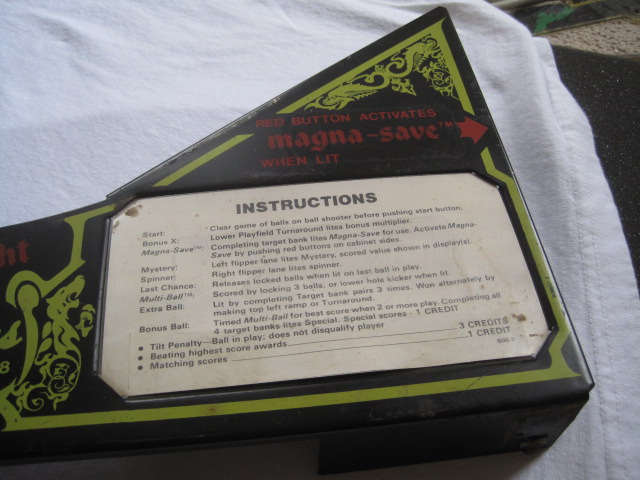 RED BUTTON ACTIVATES
magna-save™
WHEN LIT
INSTRUCTIONS
Start: Clear game of balls on ball shooter before pushing start button.
Bonus X: Lower Playfield Turnaround lites bonus multiplier.
Magna-Save™: Completing target bank lites Magna-Save for use. Activate Magna-
Save by pushing red buttons on cabinet sides.
Mystery: Left flipper lane lites Mystery, scored value shown in display(s).
Spinner: Right flipper lane lites spinner.
Last Chance: Releases locked balls when lit on last ball in play.
Multi-Ball™: Scored by locking 3 balls, or lower hole kicker when lit.
Extra Ball: Lit by completing Target bank pairs 3 times. Won alternately by
making top left ramp or Turnaround.
Bonus Ball: Timed Multi-Ball for best score when 2 or more play. Completing all
4 target banks lites Special. Special scores - 1 CREDIT
• Tilt Penalty—Ball in play; does not disqualify player
• Beating highest score awards 3 CREDITS
• Matching scores 1 CREDIT
500-
ht
8